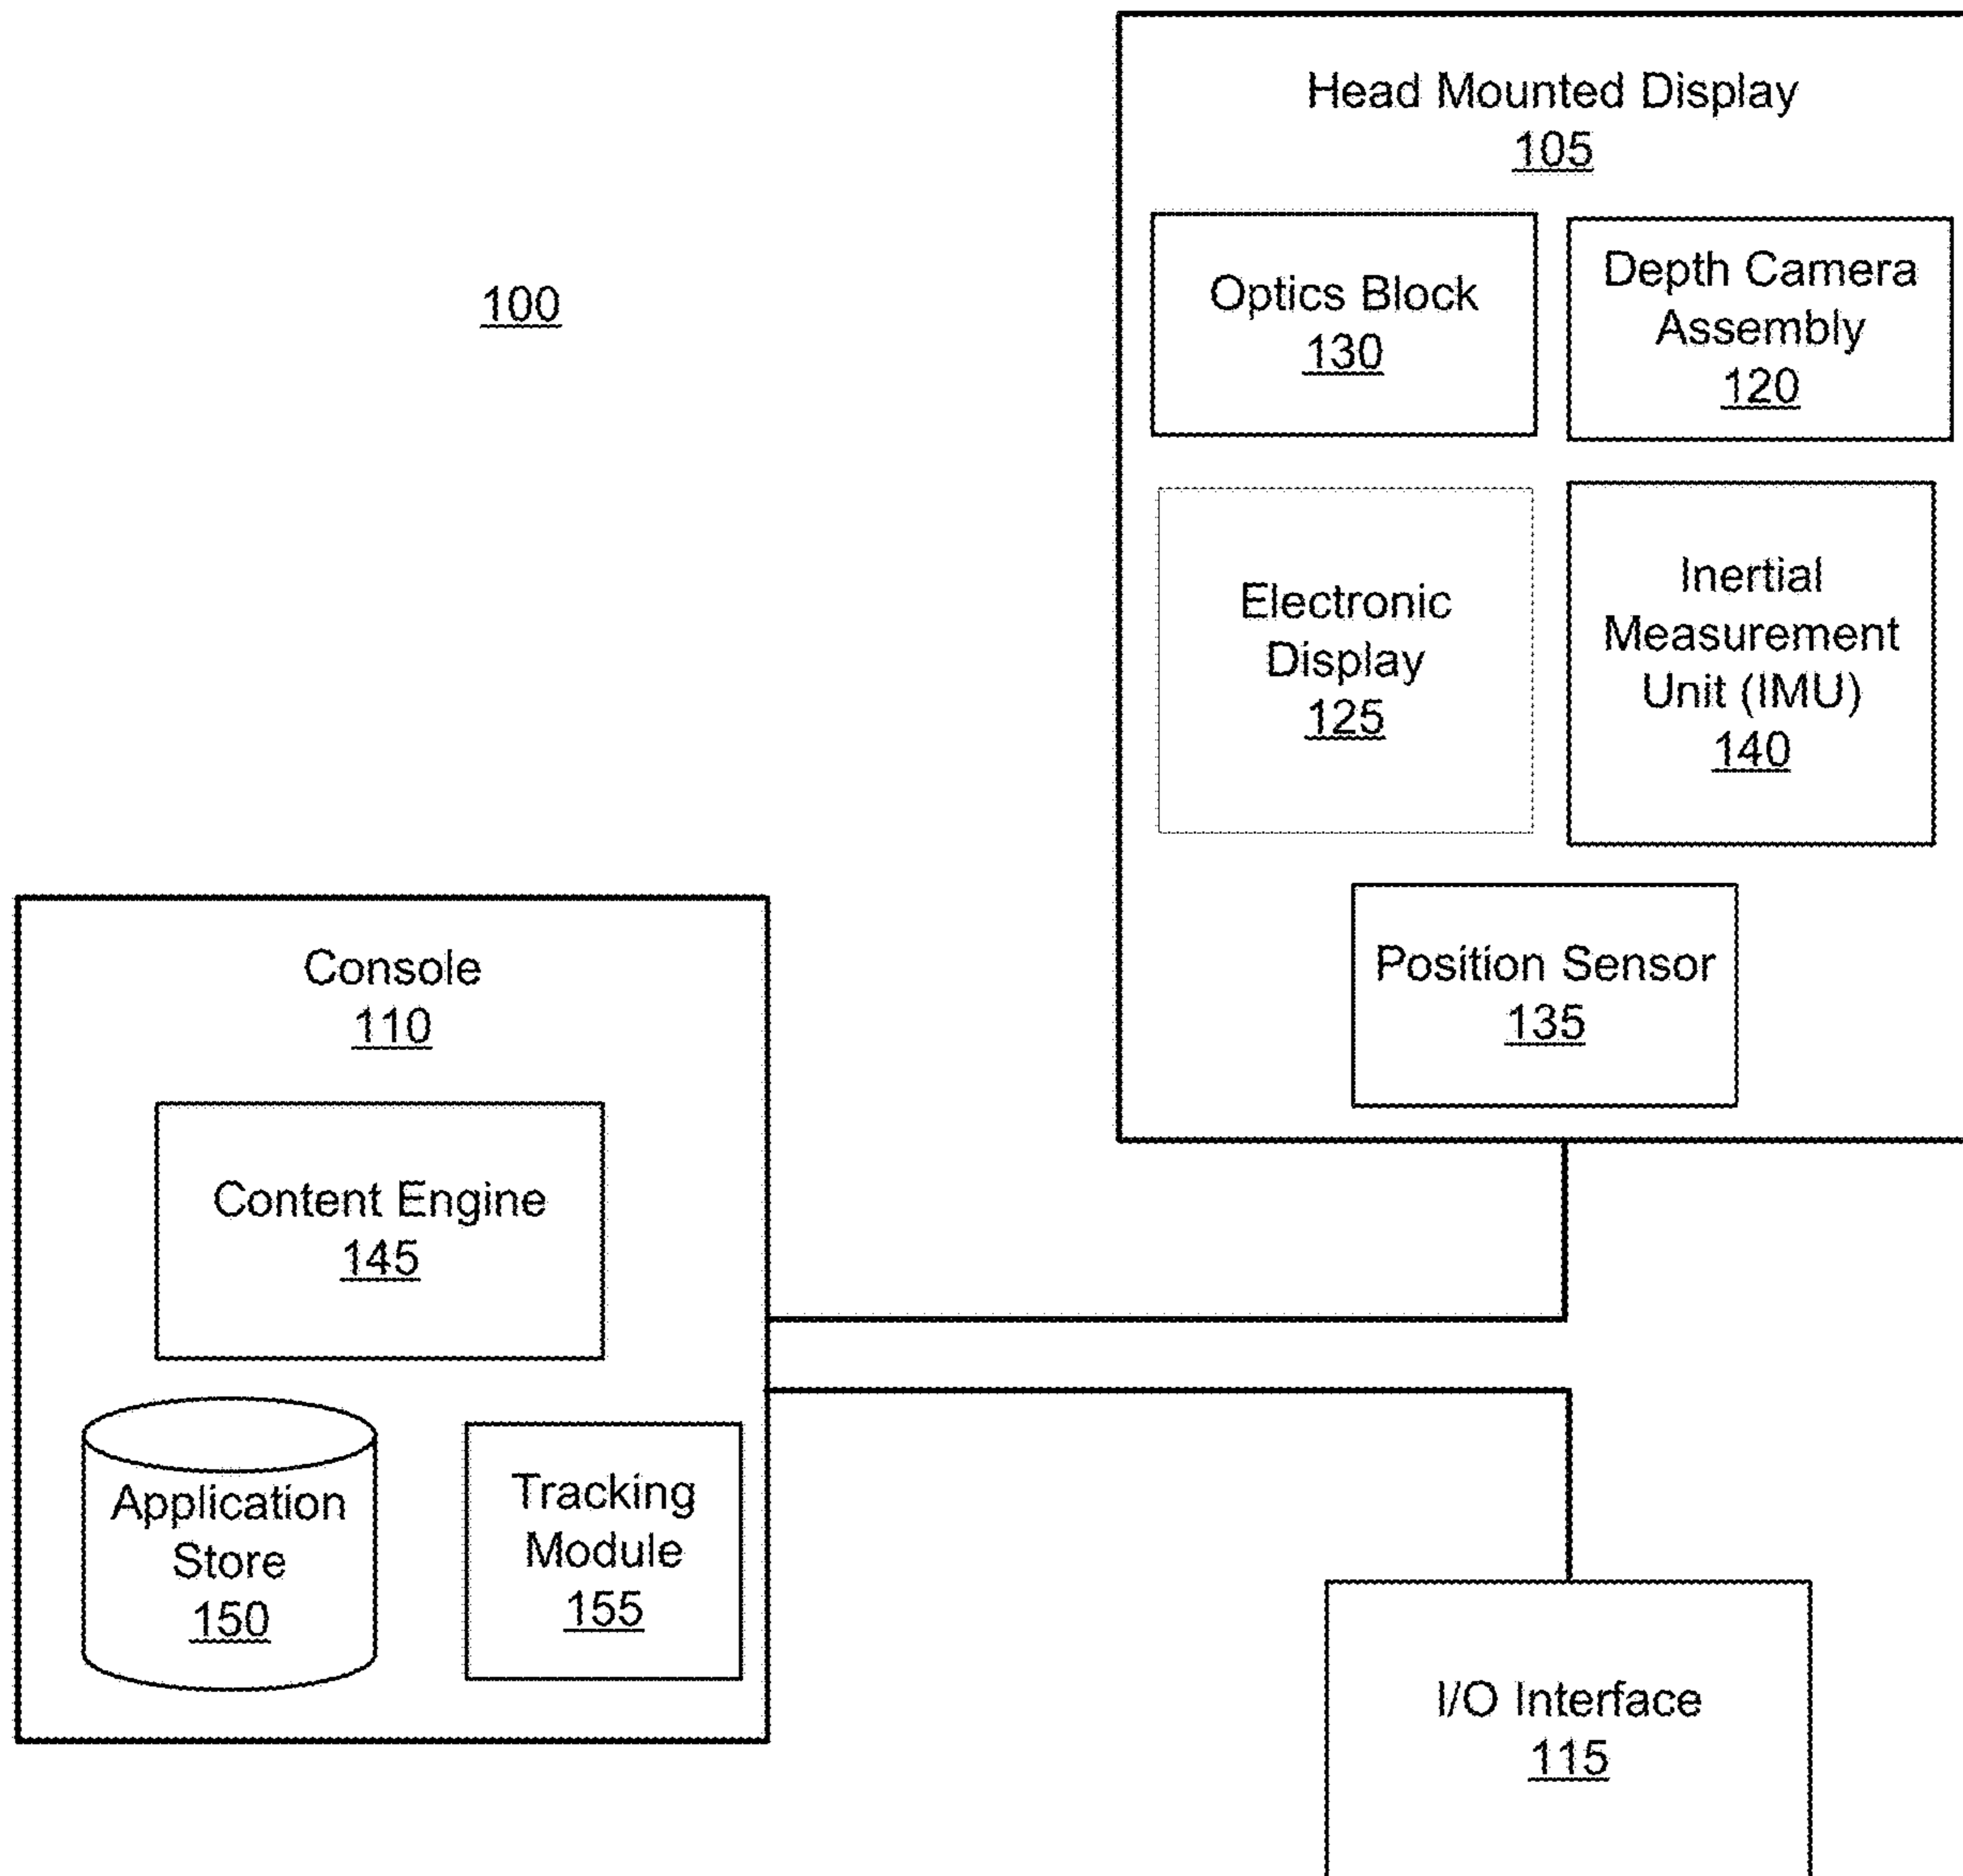 100
Head Mounted Display
105
Optics Block
130
Depth Camera
Assembly
120
Electronic
Display
125
Inertial
Measurement
Unit (IMU)
140
Position Sensor
135
Console
110
Content Engine
145
Application
Store
150
Tracking
Module
155
I/O Interface
115